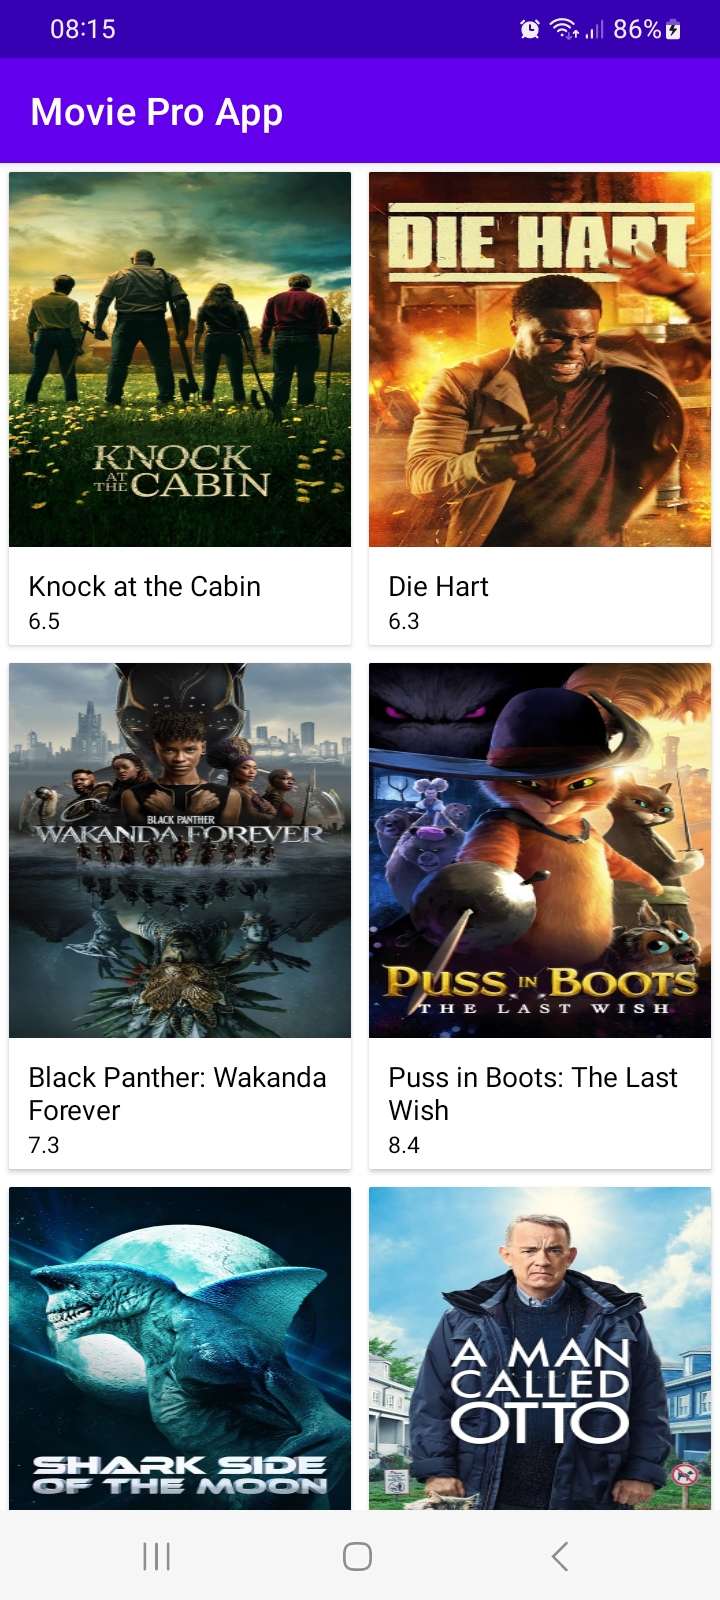 08:15
86%
Movie Pro App
KNOCK
AT THE CABIN
Knock at the Cabin
6.5
DIE HART
Die Hart
6.3
BLACK PANTHER
WAKANDA FOREVER
Black Panther: Wakanda
Forever
7.3
PUSS IN BOOTS
THE LAST WISH
Puss in Boots: The Last
Wish
8.4
SHARK SIDE
OF THE MOON
A MAN
CALLED
OTTO